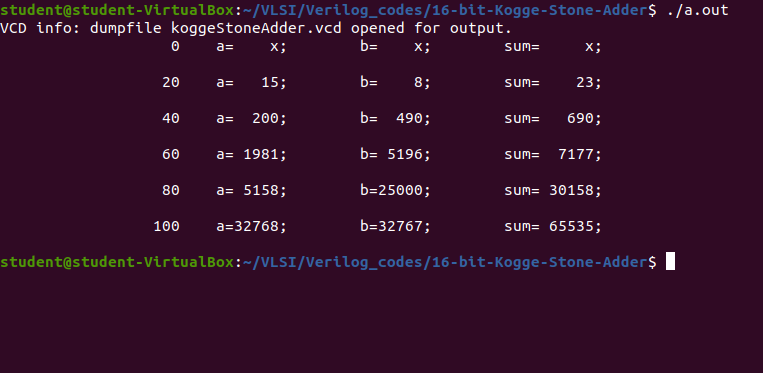 student@student-VirtualBox:~/VLSI/Verilog_codes/16-bit-Kogge-Stone-Adder$ ./a.out
VCD info: dumpfile koggeStoneAdder.vcd opened for output.
                   0    a=    x;        b=    x;        sum=     x;
                  20    a=   15;        b=    8;        sum=    23;
                  40    a=  200;        b=  490;        sum=   690;
                  60    a= 1981;        b= 5196;        sum=  7177;
                  80    a= 5158;        b=25000;        sum= 30158;
                 100    a=32768;        b=32767;        sum= 65535;
student@student-VirtualBox:~/VLSI/Verilog_codes/16-bit-Kogge-Stone-Adder$